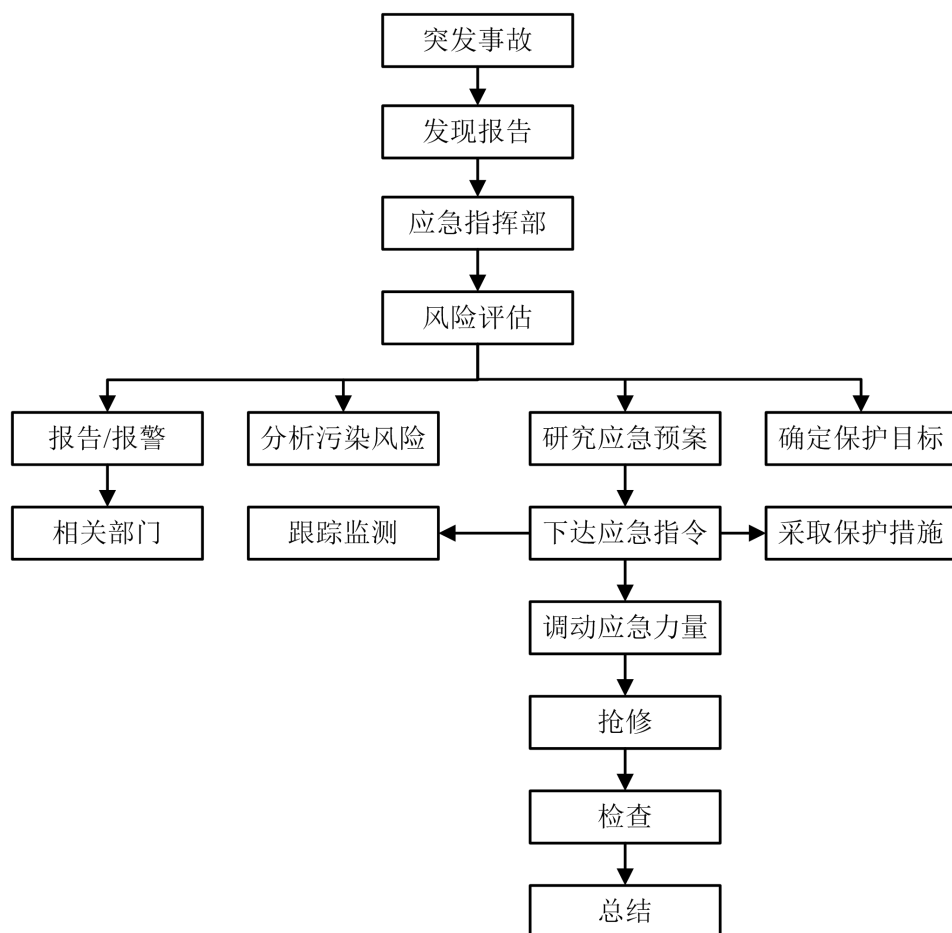 突发事故
发现报告
应急指挥部
风险评估
报告/报警
分析污染风险
研究应急预案
确定保护目标
相关部门
跟踪监测
下达应急指令
采取保护措施
调动应急力量
抢修
检查
总结